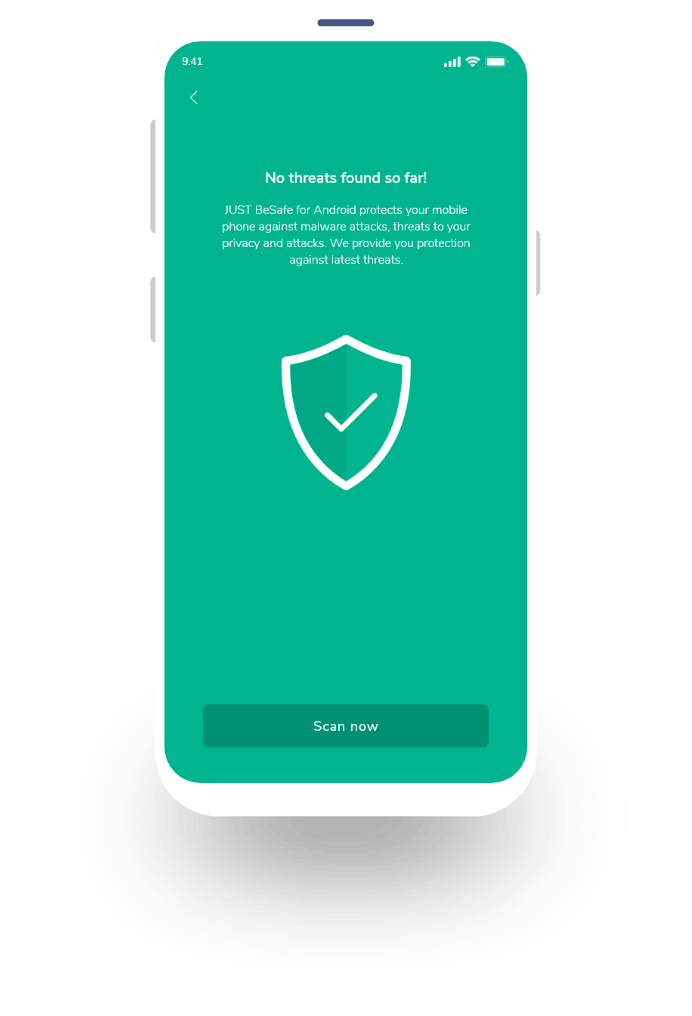 9:41
No threats found so far!
JUST BeSafe for Android protects your mobile
phone against malware attacks, threats to your
privacy and attacks. We provide you protection
against latest threats.
Scan now